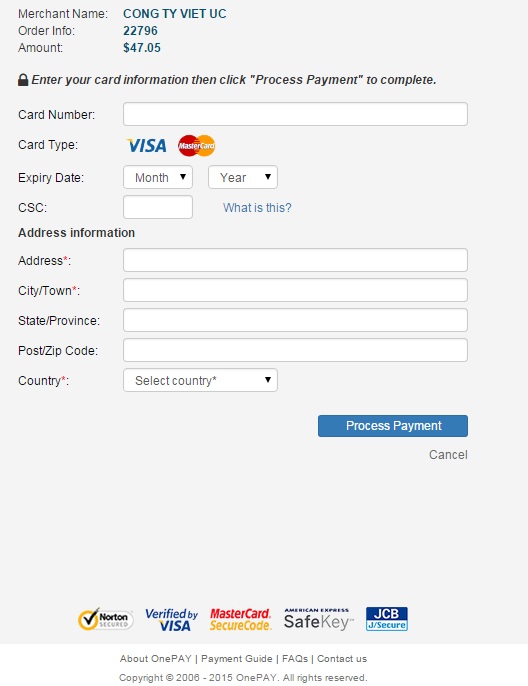 Merchant Name: CONG TY VIET UC
Order Info: 22796
Amount: $47.05
Enter your card information then click "Process Payment" to complete.
Card Number:
Card Type: VISA MasterCard
Expiry Date: Month Year
CSC: What is this?
Address information
Address*:
City/Town*:
State/Province:
Post/Zip Code:
Country*: Select country*
Process Payment
Cancel
Norton SECURED
Verified by VISA
MasterCard. SecureCode.
AMERICAN EXPRESS SafeKey
JCB J/Secure
About OnePAY | Payment Guide | FAQs | Contact us
Copyright © 2006 - 2015 OnePAY. All rights reserved.